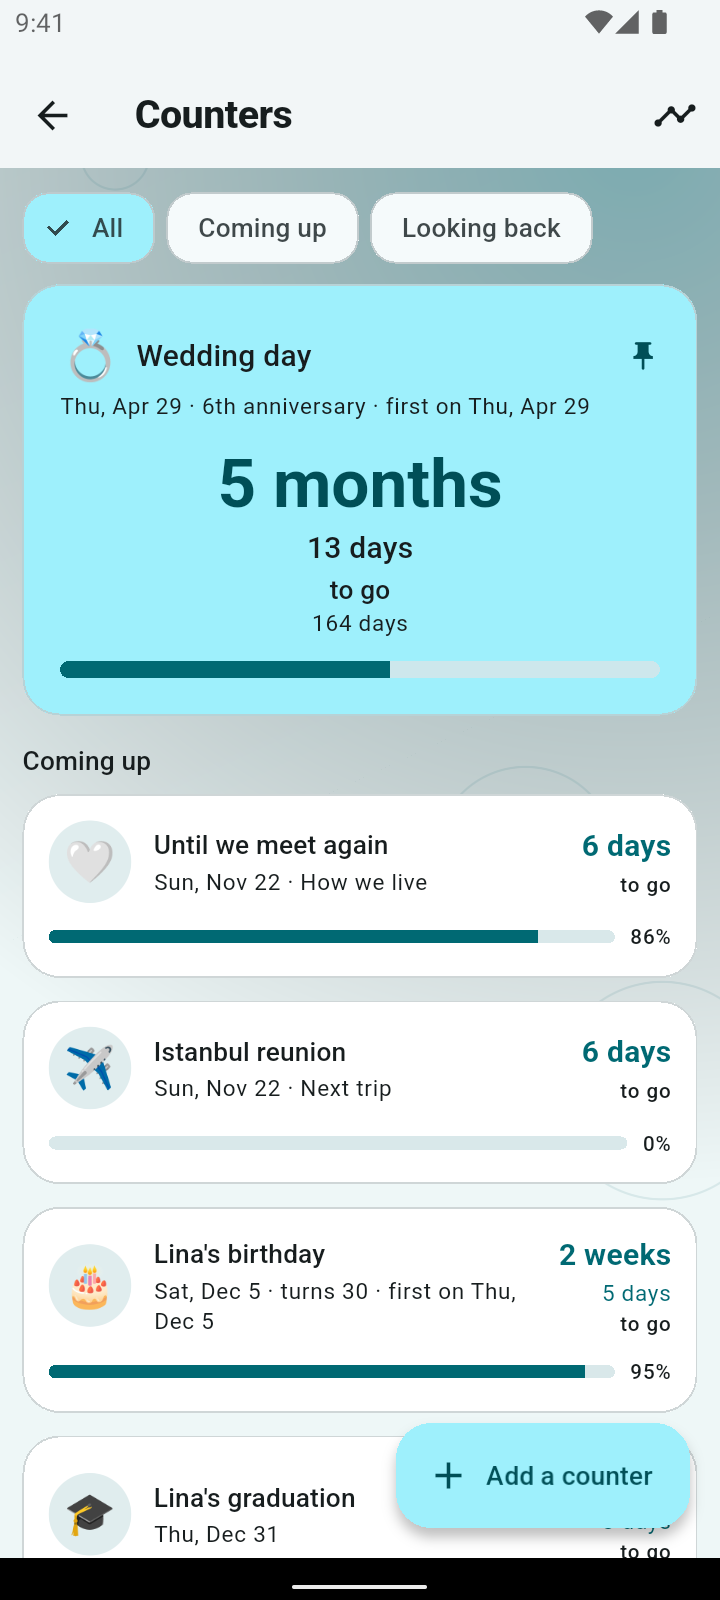 9:41
Counters
All
Coming up
Looking back
Wedding day
Thu, Apr 29 · 6th anniversary · first on Thu, Apr 29
5 months
13 days
to go
164 days
Coming up
Until we meet again
6 days
Sun, Nov 22 · How we live
to go
86%
Istanbul reunion
6 days
Sun, Nov 22 · Next trip
to go
0%
Lina's birthday
2 weeks
Sat, Dec 5 · turns 30 · first on Thu,
Dec 5
5 days
to go
95%
Add a counter
Lina's graduation
Thu, Dec 31
to go